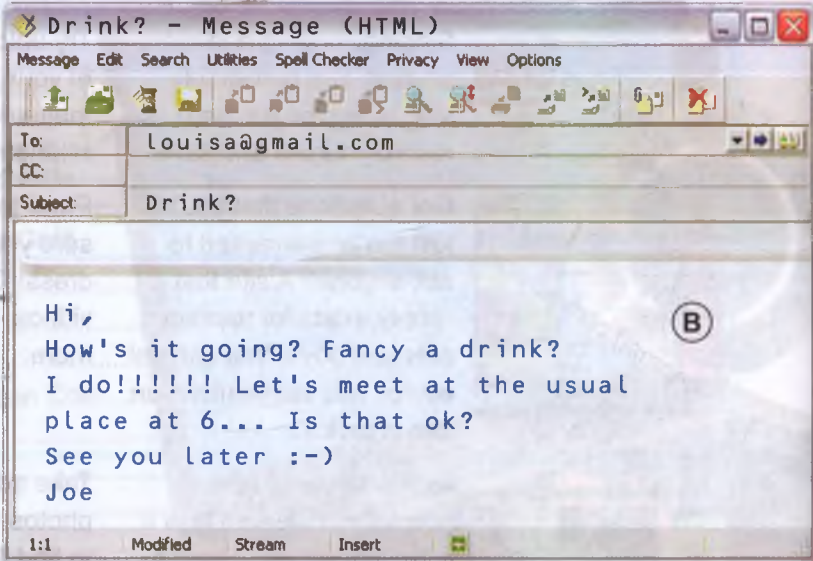 Drink? - Message (HTML)
Message Edit Search Utilities Spell Checker Privacy View Options
To: louisa@gmail.com
CC:
Subject: Drink?
Hi,
B
How's it going? Fancy a drink?
I do!!!!!! Let's meet at the usual
place at 6... Is that ok?
See you later :-)
Joe
1:1 Modified Stream Insert